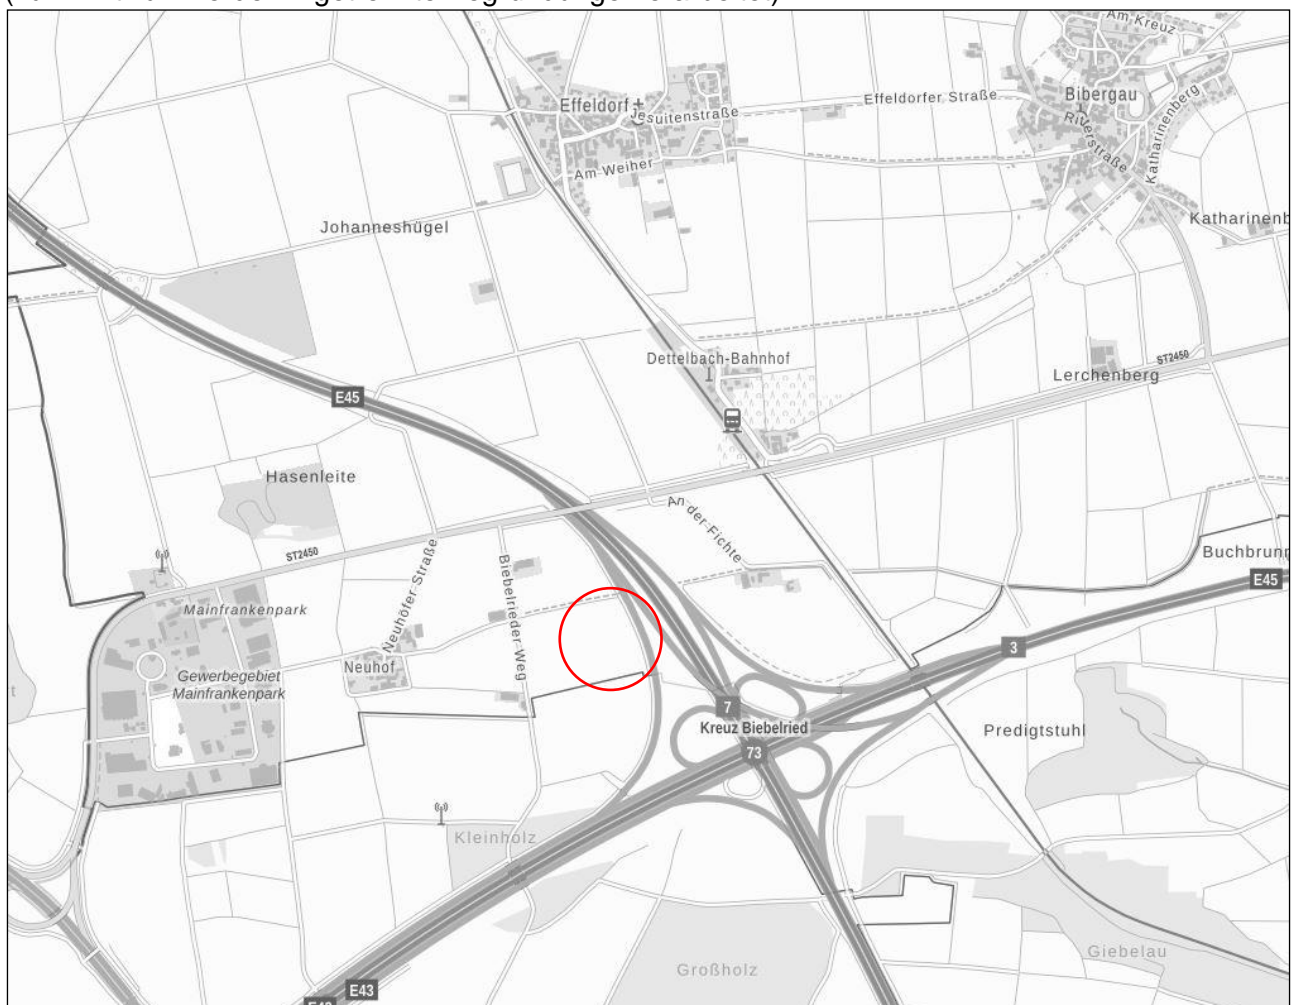 Am Kreuz
Effeldorf
Jesuitenstraße
Effeldorfer Straße
Bibergau
Katharinenberg
Riverstraße
Am Weiher
Johanneshügel
Katharinenb
Dettelbach-Bahnhof
ST2450
Lerchenberg
E45
Hasenleite
An der Fichte
ST2450
Buchbrunn
E45
Neuhöfer Straße
Biebelrieder Weg
Mainfrankenpark
3
Neuhof
Gewerbegebiet
Mainfrankenpark
7
Kreuz Biebelried
Predigtstuhl
73
Kleinholz
Giebelau
Großholz
E43
E43